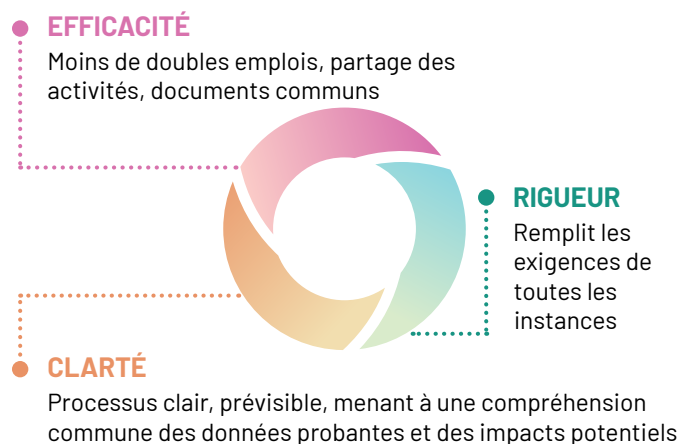 EFFICACITÉ
Moins de doubles emplois, partage des
activités, documents communs
RIGUEUR
Remplit les
exigences de
toutes les
instances
CLARTÉ
Processus clair, prévisible, menant à une compréhension
commune des données probantes et des impacts potentiels